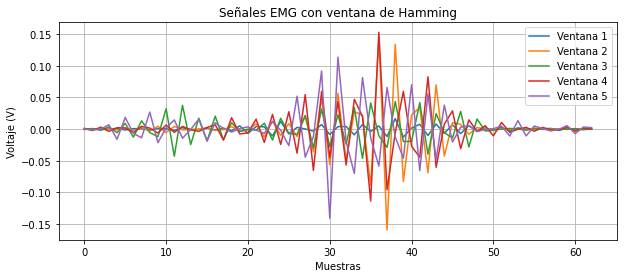 Señales EMG con ventana de Hamming
Voltaje (V)
0.15
0.10
0.05
0.00
−0.05
−0.10
−0.15
Ventana 1
Ventana 2
Ventana 3
Ventana 4
Ventana 5
0 10 20 30 40 50 60
Muestras